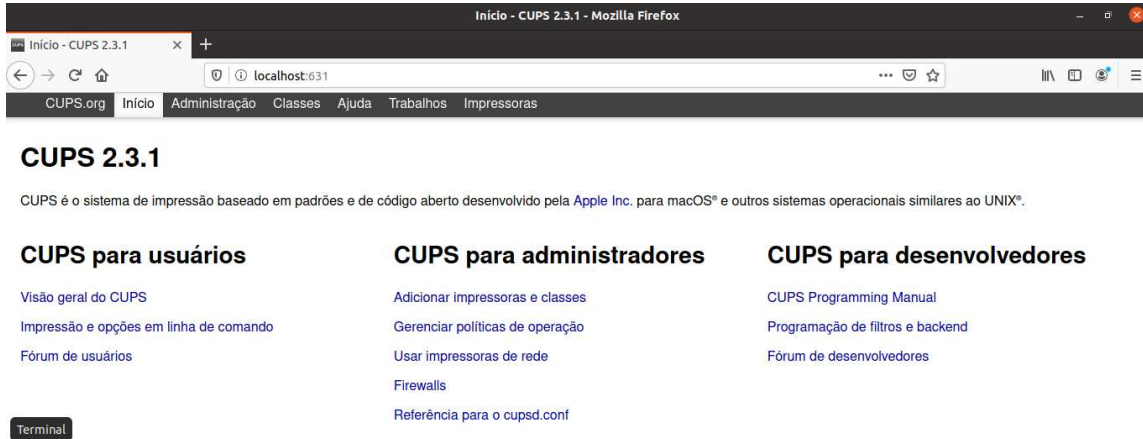 Início - CUPS 2.3.1 - Mozilla Firefox
CUPS Início - CUPS 2.3.1
localhost:631
CUPS.org Início Administração Classes Ajuda Trabalhos Impressoras
CUPS 2.3.1
CUPS é o sistema de impressão baseado em padrões e de código aberto desenvolvido pela Apple Inc. para macOS® e outros sistemas operacionais similares ao UNIX®.
CUPS para usuários
Visão geral do CUPS
Impressão e opções em linha de comando
Fórum de usuários
CUPS para administradores
Adicionar impressoras e classes
Gerenciar políticas de operação
Usar impressoras de rede
Firewalls
Referência para o cupsd.conf
CUPS para desenvolvedores
CUPS Programming Manual
Programação de filtros e backend
Fórum de desenvolvedores
Terminal